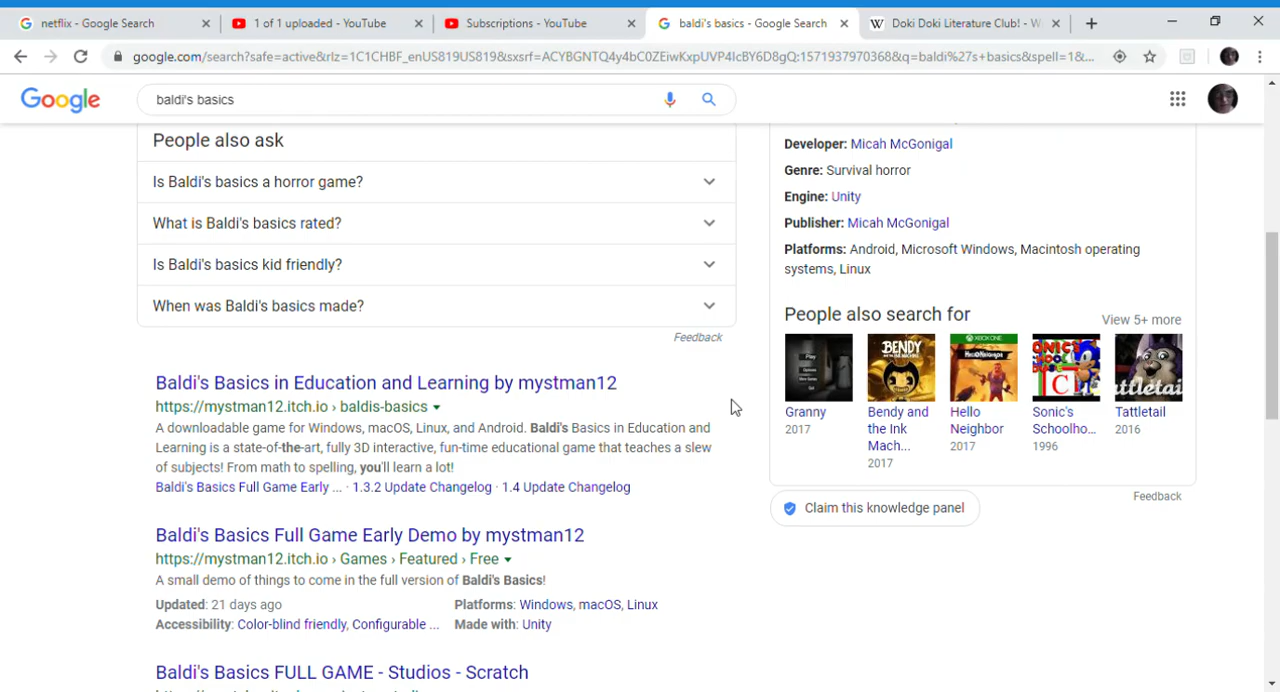 netflix - Google Search
1 of 1 uploaded - YouTube
Subscriptions - YouTube
baldi's basics - Google Search
Doki Doki Literature Club! - W
google.com/search?safe=active&rlz=1C1CHBF_enUS819US819&sxsrf=ACYBGNTQ4y4bC0ZEiwKxpUVP4IcBY6D8gQ:1571937970368&q=baldi%27s+basics&spell=1&...
Google
baldi's basics
People also ask
Is Baldi's basics a horror game?
What is Baldi's basics rated?
Is Baldi's basics kid friendly?
When was Baldi's basics made?
Feedback
Baldi's Basics in Education and Learning by mystman12
https://mystman12.itch.io › baldis-basics
A downloadable game for Windows, macOS, Linux, and Android. Baldi's Basics in Education and
Learning is a state-of-the-art, fully 3D interactive, fun-time educational game that teaches a slew
of subjects! From math to spelling, you'll learn a lot!
Baldi's Basics Full Game Early ... · 1.3.2 Update Changelog · 1.4 Update Changelog
Baldi's Basics Full Game Early Demo by mystman12
https://mystman12.itch.io › Games › Featured › Free
A small demo of things to come in the full version of Baldi's Basics!
Updated: 21 days ago
Platforms: Windows, macOS, Linux
Accessibility: Color-blind friendly, Configurable ...
Made with: Unity
Baldi's Basics FULL GAME - Studios - Scratch
Developer: Micah McGonigal
Genre: Survival horror
Engine: Unity
Publisher: Micah McGonigal
Platforms: Android, Microsoft Windows, Macintosh operating
systems, Linux
People also search for
View 5+ more
Play
BENDY
XBOX ONE
Granny
2017
Bendy and
the Ink
Mach...
2017
Hello
Neighbor
2017
Sonic's
Schoolho...
1996
Tattletail
2016
Feedback
Claim this knowledge panel